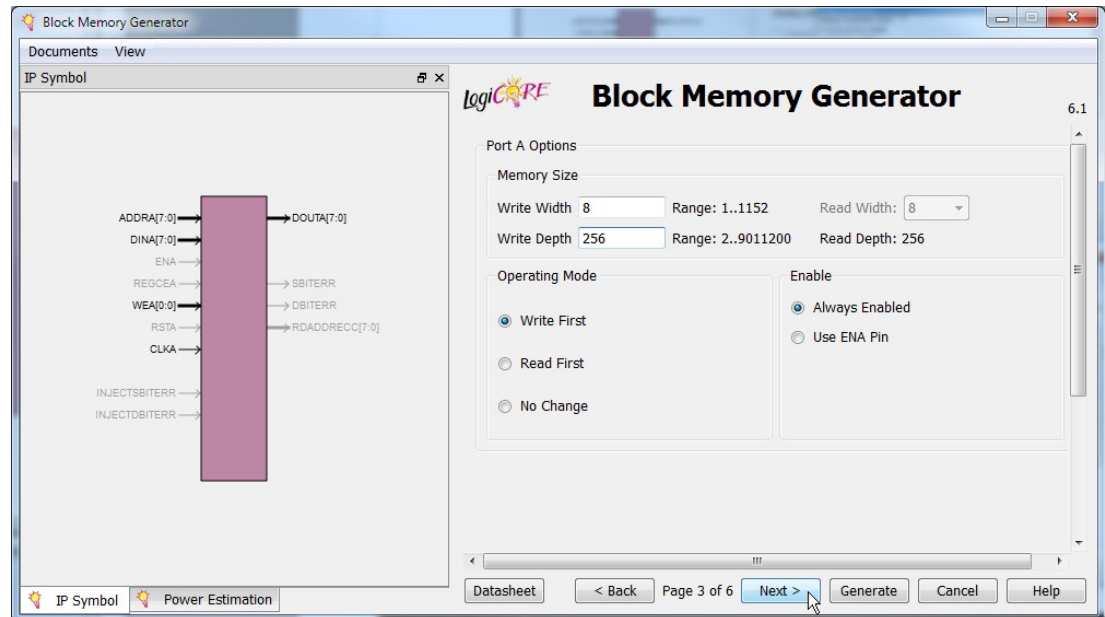 Block Memory Generator
Documents View
IP Symbol
ADDRA[7:0]
DINA[7:0]
ENA
REGCEA
WEA[0:0]
RSTA
CLKA
INJECTSBITERR
INJECTDBITERR
DOUTA[7:0]
SBITERR
DBITERR
RDADDRECC[7:0]
IP Symbol Power Estimation
logiCORE Block Memory Generator 6.1
Port A Options
Memory Size
Write Width 8 Range: 1..1152 Read Width: 8
Write Depth 256 Range: 2..9011200 Read Depth: 256
Operating Mode
Write First
Read First
No Change
Enable
Always Enabled
Use ENA Pin
Datasheet < Back Page 3 of 6 Next > Generate Cancel Help